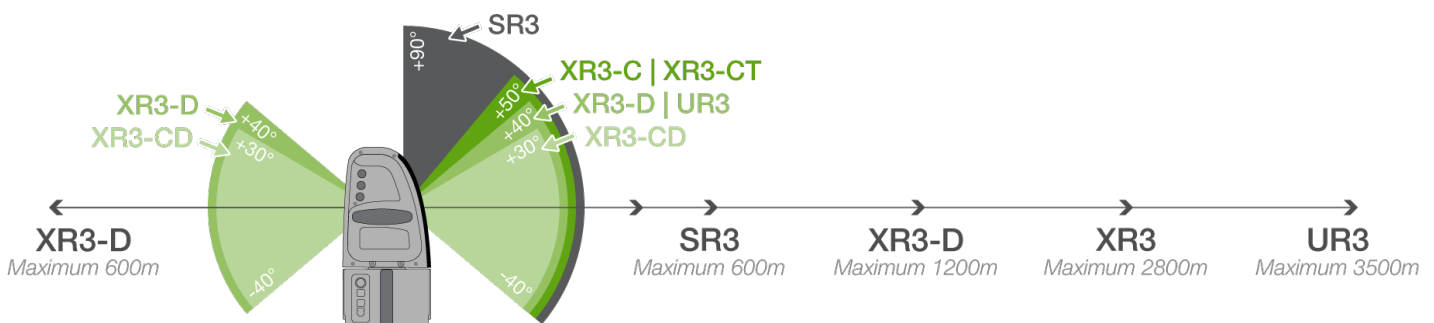 SR3
+90°
XR3-C | XR3-CT
+50°
XR3-D | UR3
+40°
XR3-CD
+30°
XR3-D
+40°
XR3-CD
+30°
-40°
-40°
XR3-D
Maximum 600m
SR3
Maximum 600m
XR3-D
Maximum 1200m
XR3
Maximum 2800m
UR3
Maximum 3500m